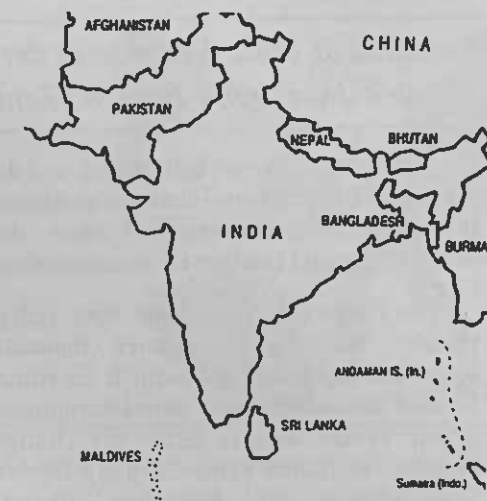 AFGHANISTAN
CHINA
PAKISTAN
NEPAL
BHUTAN
INDIA
BANGLADESH
BURMA
ANDAMAN IS. (In.)
SRI LANKA
MALDIVES
Sumatra (Indo.)